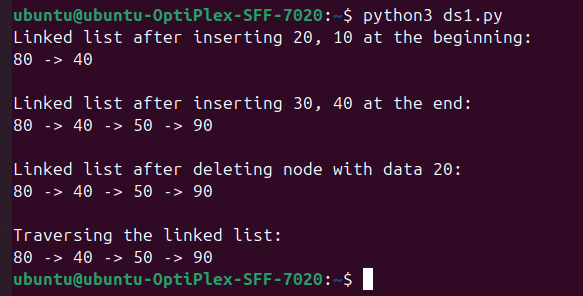 ubuntu@ubuntu-OptiPlex-SFF-7020:~$ python3 ds1.py
Linked list after inserting 20, 10 at the beginning:
80 -> 40
Linked list after inserting 30, 40 at the end:
80 -> 40 -> 50 -> 90
Linked list after deleting node with data 20:
80 -> 40 -> 50 -> 90
Traversing the linked list:
80 -> 40 -> 50 -> 90
ubuntu@ubuntu-OptiPlex-SFF-7020:~$